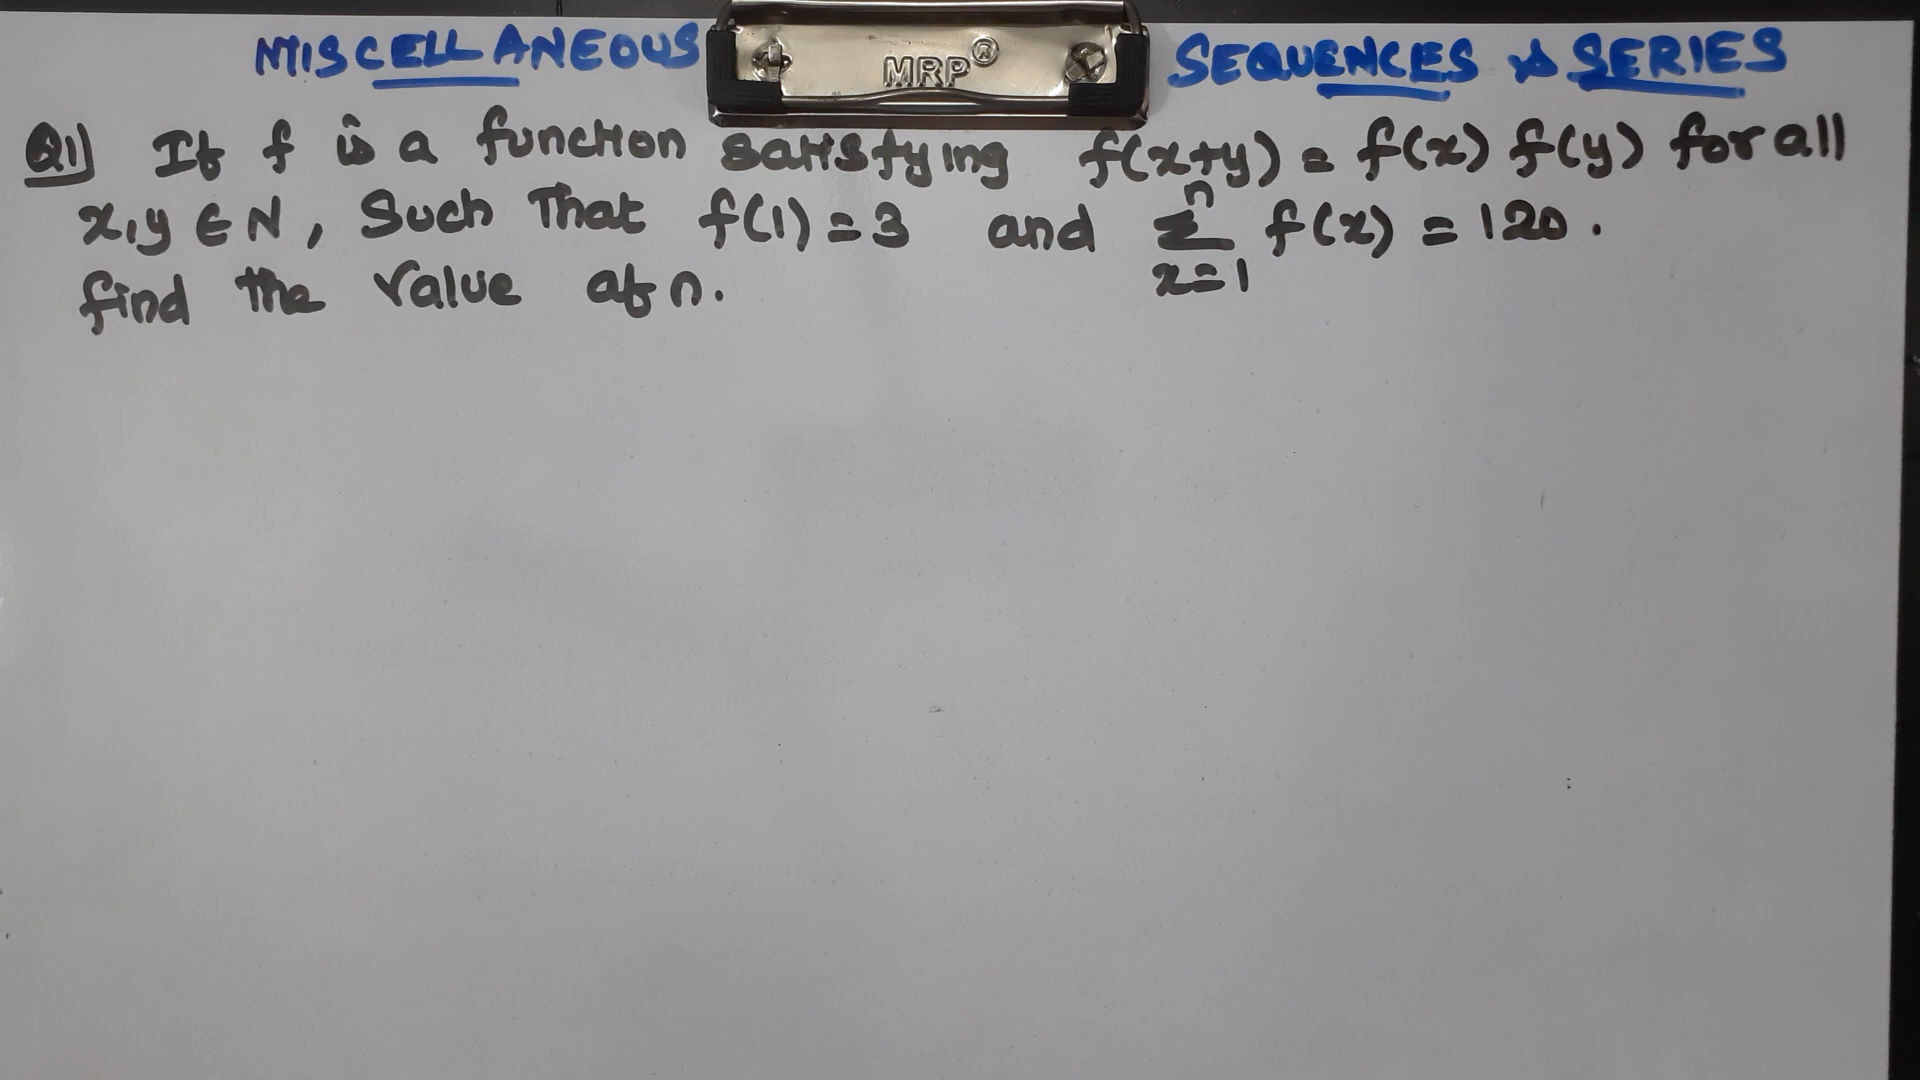 MISCELLANEOUS SEQUENCES & SERIES
MRP®
Q1) If f is a function satisfying f(x+y) = f(x) f(y) for all
x,y ∈ N, Such That f(1) = 3 and \sum_{x=1}^{n} f(x) = 120.
find the value of n.